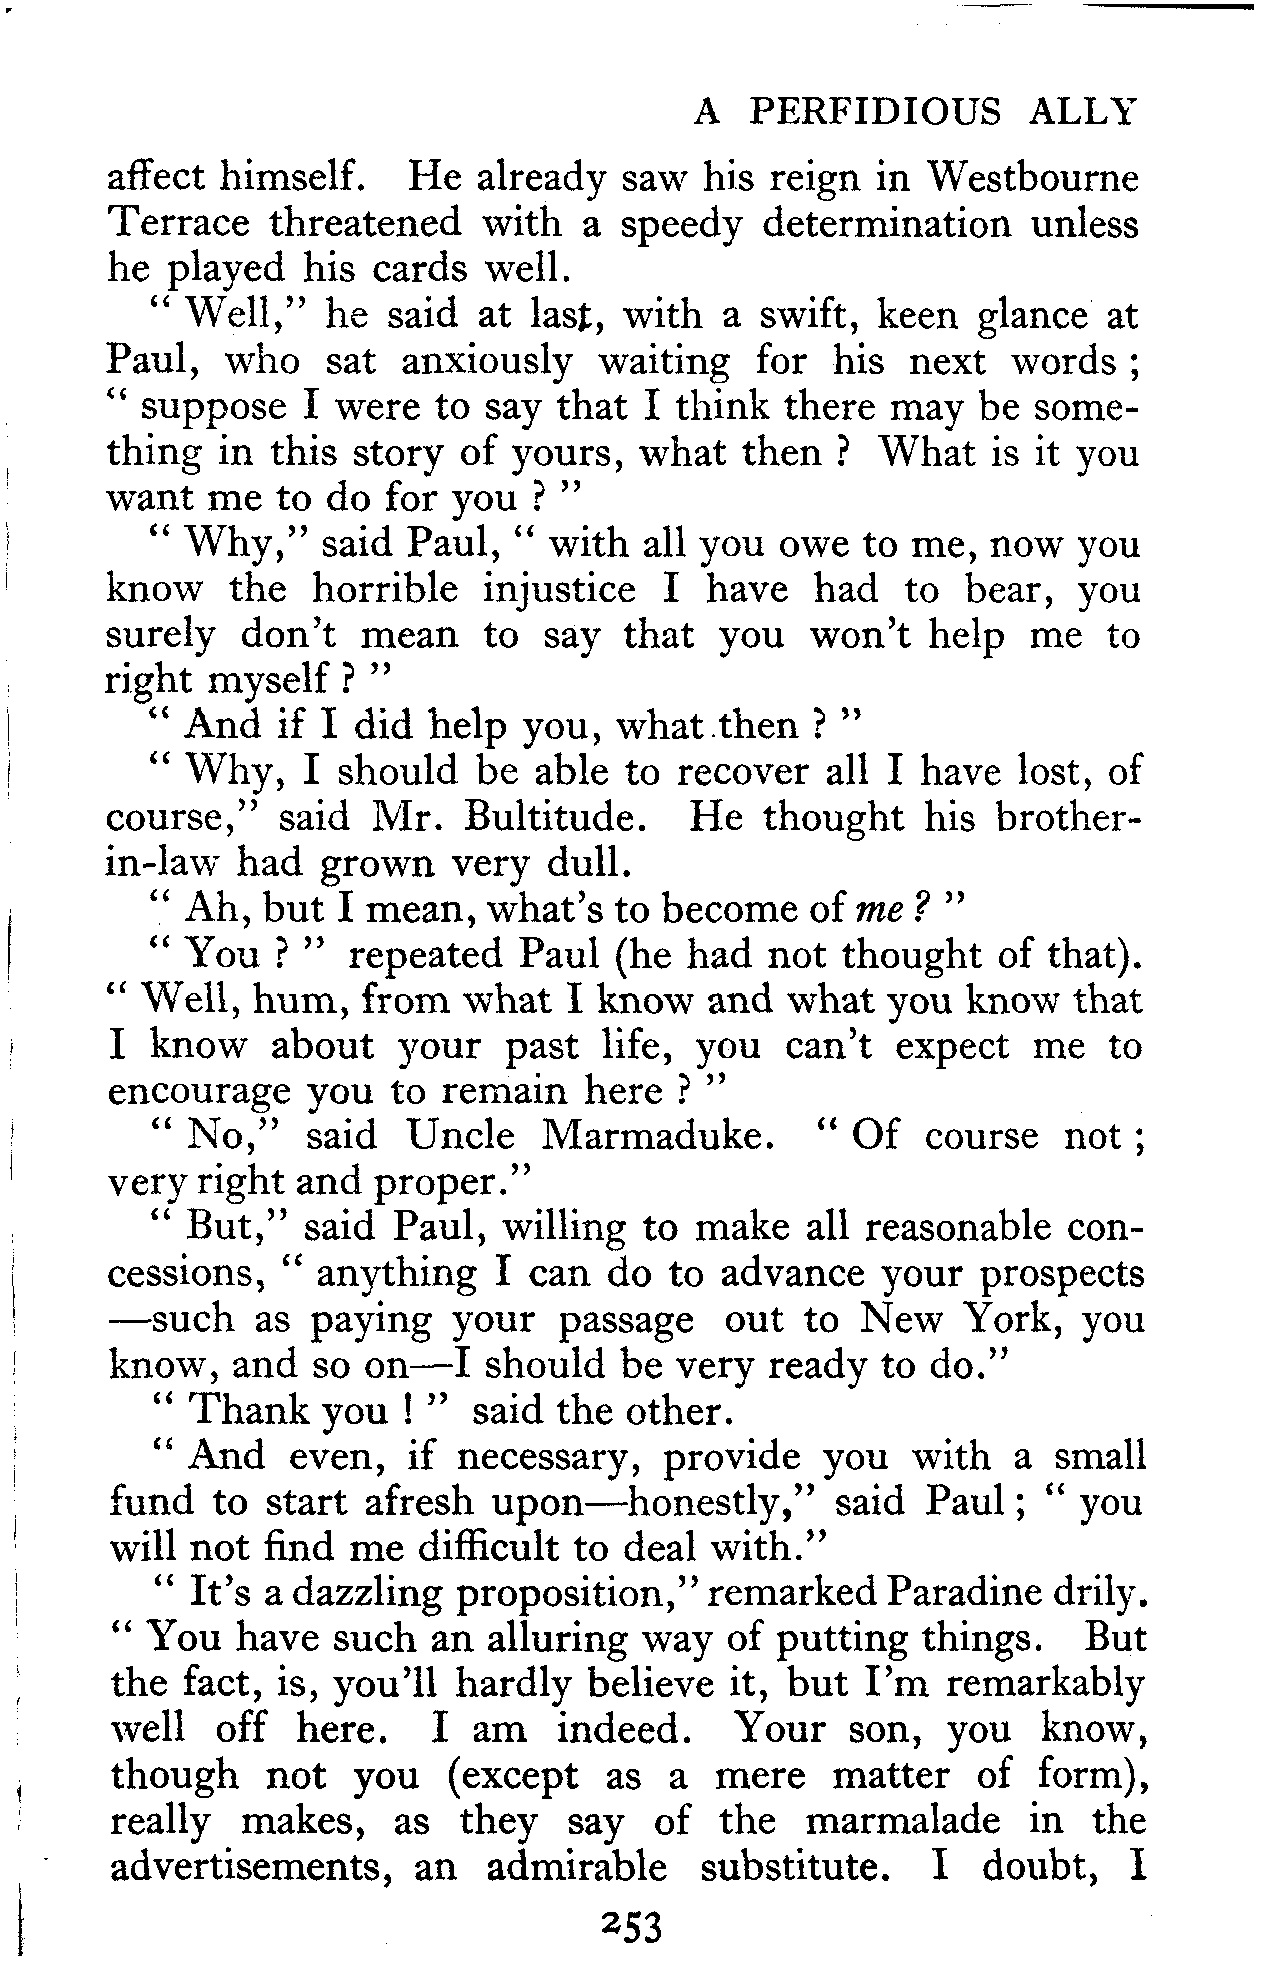 A PERFIDIOUS ALLY
affect himself. He already saw his reign in Westbourne
Terrace threatened with a speedy determination unless
he played his cards well.
“ Well,” he said at last, with a swift, keen glance at
Paul, who sat anxiously waiting for his next words ;
“ suppose I were to say that I think there may be some-
thing in this story of yours, what then ? What is it you
want me to do for you ? ”
“ Why,” said Paul, “ with all you owe to me, now you
know the horrible injustice I have had to bear, you
surely don't mean to say that you won't help me to
right myself ? ”
“ And if I did help you, what then ? ”
“ Why, I should be able to recover all I have lost, of
course,” said Mr. Bultitude. He thought his brother-
in-law had grown very dull.
“ Ah, but I mean, what's to become of me ? ”
“ You ? ” repeated Paul (he had not thought of that).
“ Well, hum, from what I know and what you know that
I know about your past life, you can't expect me to
encourage you to remain here ? ”
“ No,” said Uncle Marmaduke. “ Of course not ;
very right and proper.”
“ But,” said Paul, willing to make all reasonable con-
cessions, “ anything I can do to advance your prospects
—such as paying your passage out to New York, you
know, and so on—I should be very ready to do.”
“ Thank you ! ” said the other.
“ And even, if necessary, provide you with a small
fund to start afresh upon—honestly,” said Paul ; “ you
will not find me difficult to deal with.”
“ It's a dazzling proposition,” remarked Paradine drily.
“ You have such an alluring way of putting things. But
the fact, is, you'll hardly believe it, but I'm remarkably
well off here. I am indeed. Your son, you know,
though not you (except as a mere matter of form),
really makes, as they say of the marmalade in the
advertisements, an admirable substitute. I doubt, I
253